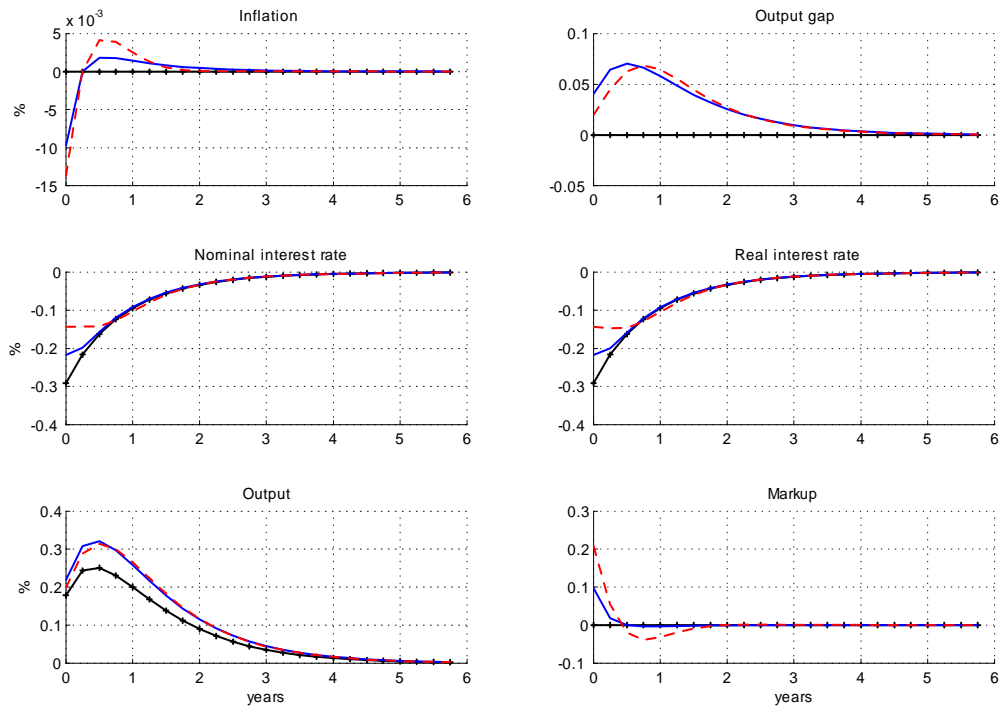 Inflation
x 10^-3
5
0
-5
-10
-15
%
0 1 2 3 4 5 6
Output gap
0.1
0.05
0
-0.05
0 1 2 3 4 5 6
Nominal interest rate
0
-0.1
-0.2
-0.3
-0.4
%
0 1 2 3 4 5 6
Real interest rate
0
-0.1
-0.2
-0.3
-0.4
0 1 2 3 4 5 6
Output
0.4
0.3
0.2
0.1
0
%
0 1 2 3 4 5 6
years
Markup
0.3
0.2
0.1
0
-0.1
0 1 2 3 4 5 6
years